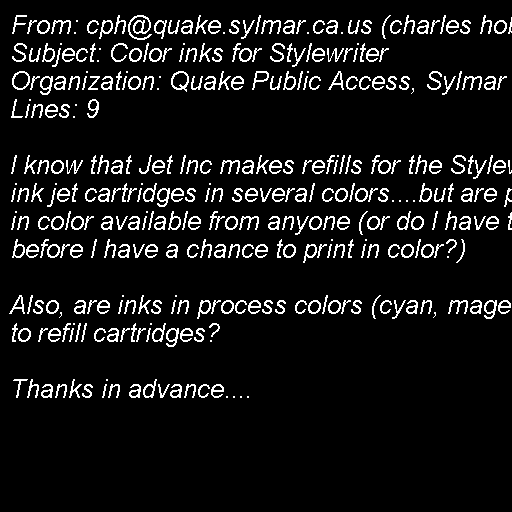 From: cph@quake.sylmar.ca.us (charles
Subject: Color inks for Stylewriter
Organization: Quake Public Access, Sylmar
Lines: 9

I know that Jet Inc makes refills for the
ink jet cartridges in several colors....but are
in color available from anyone (or do I have
before I have a chance to print in color?)

Also, are inks in process colors (cyan,
to refill cartridges?

Thanks in advance....